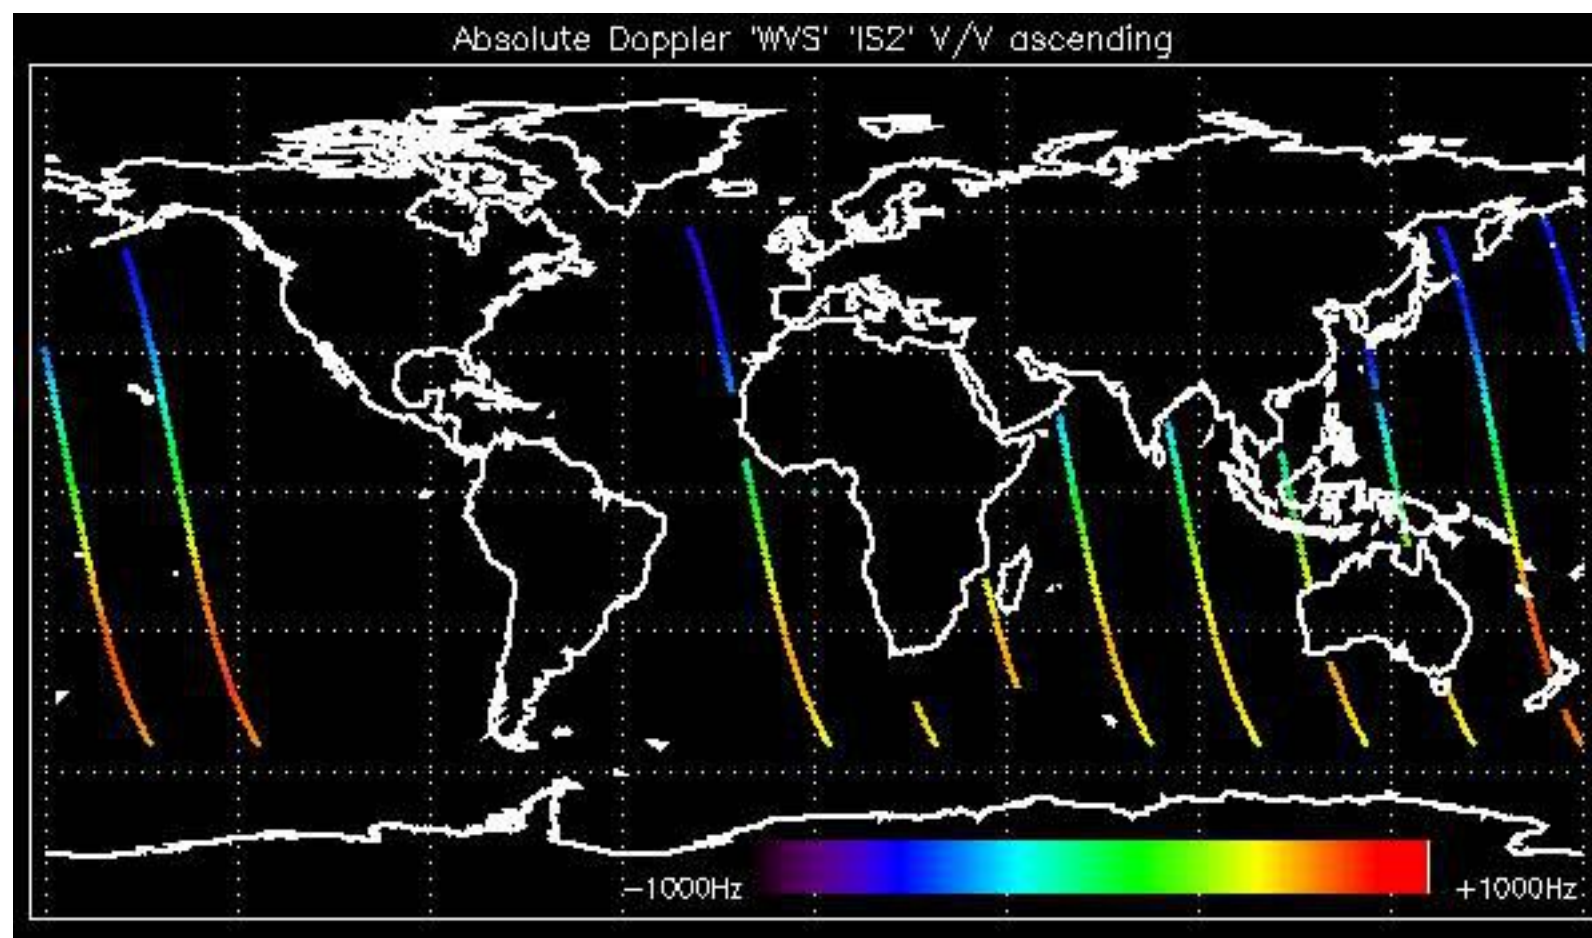 Absolute Doppler 'WVS' 'IS2' V/V ascending
-1000Hz +1000Hz